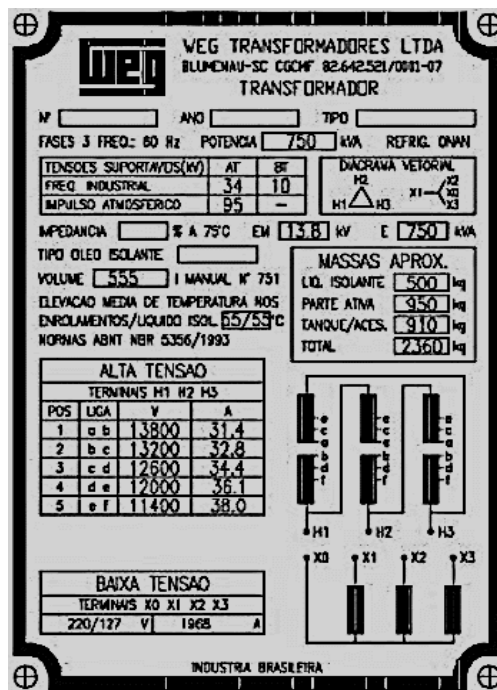 WEG
WEG TRANSFORMADORES LTDA
BLUMENAU-SC CGCMF 82.642.521/0001-07
TRANSFORMADOR
Nº ANO TIPO
FASES 3 FREQ.: 60 Hz POTENCIA 750 kVA REFRIG. ONAN
TENSOES SUPORTAVOS(kV) AT BT
FREQ. INDUSTRIAL 34 10
IMPULSO ATMOSFERICO 95 -
DIAGRAMA VETORIAL
H2
H1 H3
X1 X2 X0 X3
IMPEDANCIA % A 75°C EM 13.8 kV E 750 kVA
TIPO OLEO ISOLANTE
VOLUME 555 l MANUAL Nº 751
ELEVACAO MEDIA DE TEMPERATURA NOS
ENROLAMENTOS/LIQUIDO ISOL. 55/55°C
NORMAS ABNT NBR 5356/1993
MASSAS APROX.
LIQ. ISOLANTE 500 kg
PARTE ATIVA 950 kg
TANQUE/ACES. 910 kg
TOTAL 2360 kg
ALTA TENSAO
TERMINAIS H1 H2 H3
POS LIGA V A
1 a b 13800 31.4
2 b c 13200 32.8
3 c d 12600 34.4
4 d e 12000 36.1
5 e f 11400 38.0
e e e
c c c
a a a
b b b
d d d
f f f
H1 H2 H3
X0 X1 X2 X3
BAIXA TENSAO
TERMINAIS X0 X1 X2 X3
220/127 V 1968 A
INDUSTRIA BRASILEIRA